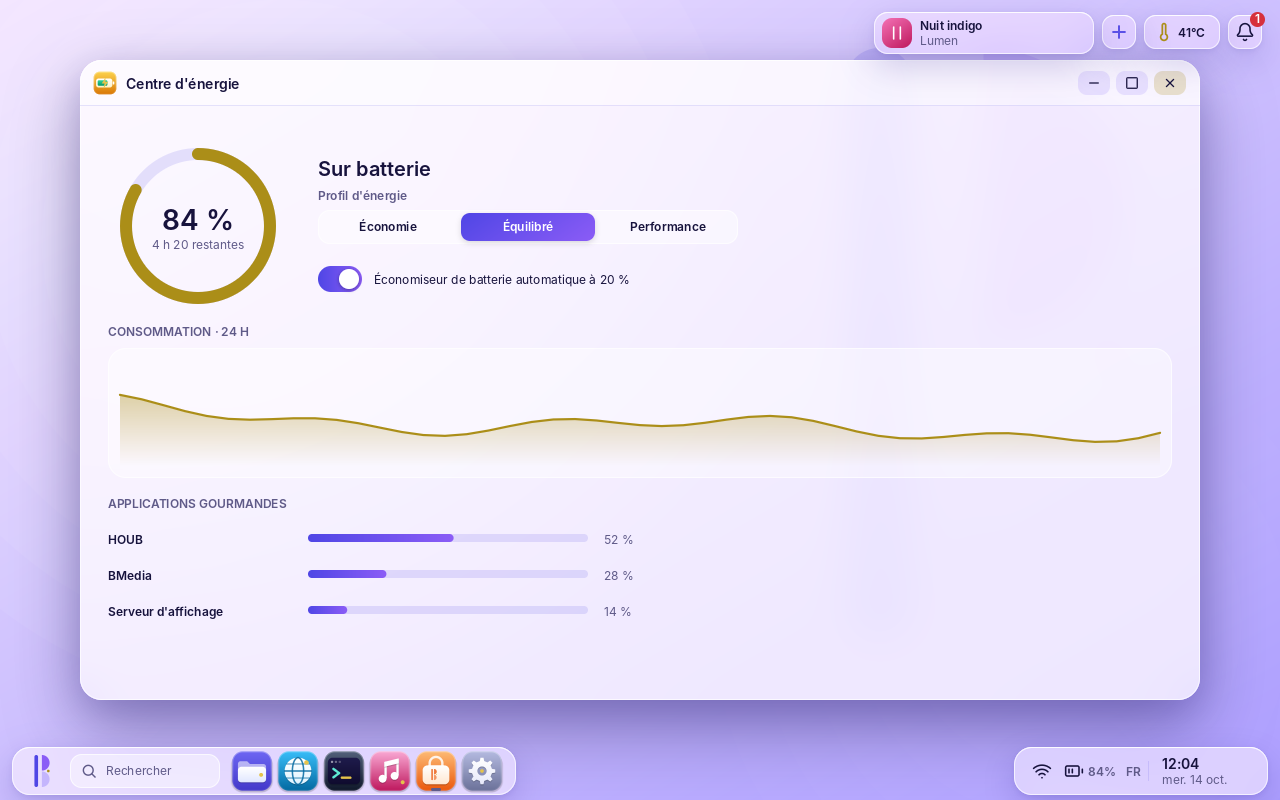 Nuit indigo
Lumen
41°C
1
Centre d'énergie
84 %
4 h 20 restantes
Sur batterie
Profil d'énergie
Économie
Équilibré
Performance
Économiseur de batterie automatique à 20 %
CONSOMMATION · 24 H
APPLICATIONS GOURMANDES
HOUB
52 %
BMedia
28 %
Serveur d'affichage
14 %
Rechercher
84%
FR
12:04
mer. 14 oct.